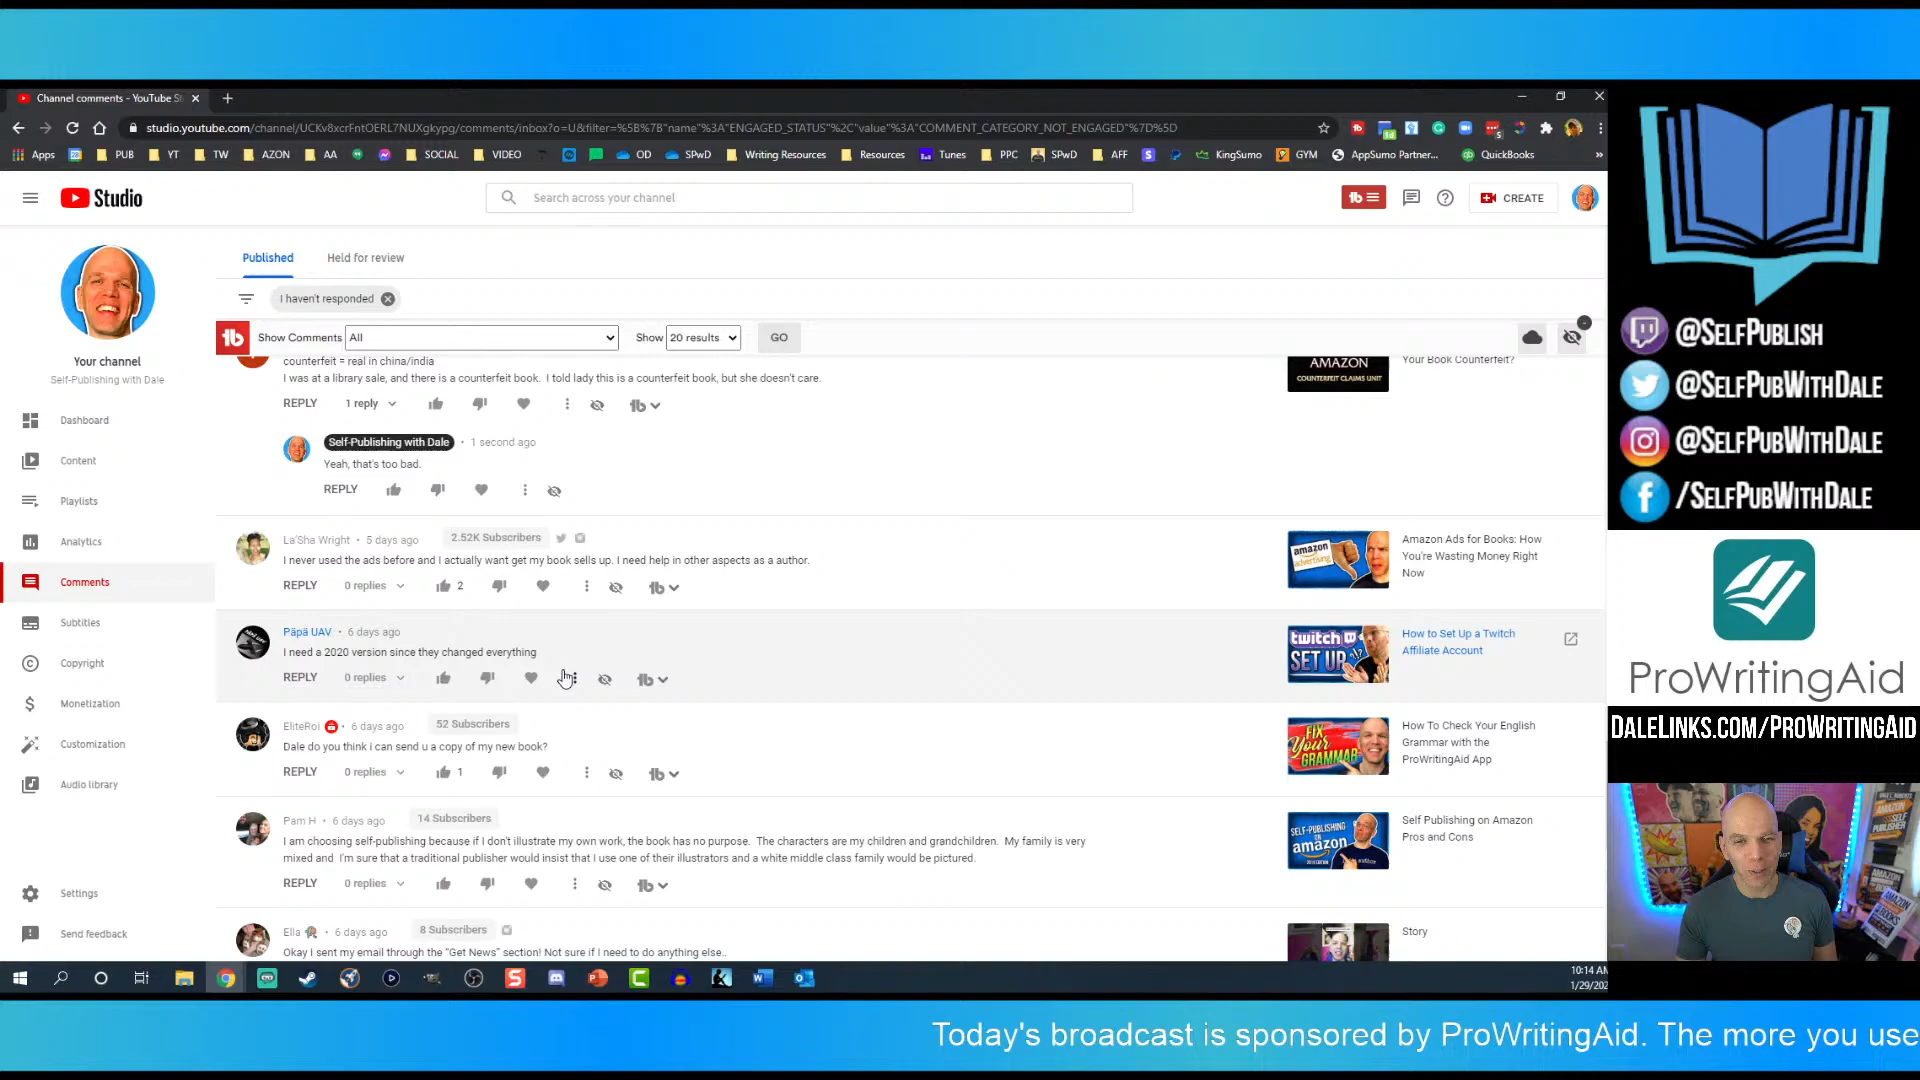 Channel comments - YouTube St
studio.youtube.com/channel/UCKv8xcrFntOERL7NUXgkypg/comments/inbox?o=U&filter=%5B%7B"name"%3A"ENGAGED_STATUS"%2C"value"%3A"COMMENT_CATEGORY_NOT_ENGAGED"%7D%5D
Apps PUB YT TW AZON AA SOCIAL VIDEO OD SPwD Writing Resources Resources Tunes PPC SPwD AFF KingSumo GYM AppSumo Partner... QuickBooks »
Studio
Search across your channel
CREATE
Your channel
Self-Publishing with Dale
Dashboard
Content
Playlists
Analytics
Comments
Subtitles
Copyright
Monetization
Customization
Audio library
Settings
Send feedback
Published Held for review
I haven't responded
Show Comments All Show 20 results GO
counterfeit = real in china/india
I was at a library sale, and there is a counterfeit book. I told lady this is a counterfeit book, but she doesn't care.
REPLY 1 reply
AMAZON
COUNTERFEIT CLAIMS UNIT
Your Book Counterfeit?
Self-Publishing with Dale • 1 second ago
Yeah, that's too bad.
REPLY
La'Sha Wright • 5 days ago 2.52K Subscribers
I never used the ads before and I actually want get my book sells up. I need help in other aspects as a author.
REPLY 0 replies 2
amazon
advertising
Amazon Ads for Books: How
You're Wasting Money Right
Now
Päpä UAV • 6 days ago
I need a 2020 version since they changed everything
REPLY 0 replies
twitch
SET UP
How to Set Up a Twitch
Affiliate Account
EliteRoi • 6 days ago 52 Subscribers
Dale do you think i can send u a copy of my new book?
REPLY 0 replies 1
FIX
Your
GRAMMAR
How To Check Your English
Grammar with the
ProWritingAid App
Pam H • 6 days ago 14 Subscribers
I am choosing self-publishing because if I don't illustrate my own work, the book has no purpose. The characters are my children and grandchildren. My family is very
mixed and I'm sure that a traditional publisher would insist that I use one of their illustrators and a white middle class family would be pictured.
REPLY 0 replies
SELF-PUBLISHING
ON
amazon
Self Publishing on Amazon
Pros and Cons
Ella • 6 days ago 8 Subscribers
Okay I sent my email through the "Get News" section! Not sure if I need to do anything else..
Story
10:14 AM
1/29/202
@SELFPUBLISH
@SELFPUBWITHDALE
@SELFPUBWITHDALE
/SELFPUBWITHDALE
ProWritingAid
DALELINKS.COM/PROWRITINGAID
Today's broadcast is sponsored by ProWritingAid. The more you use